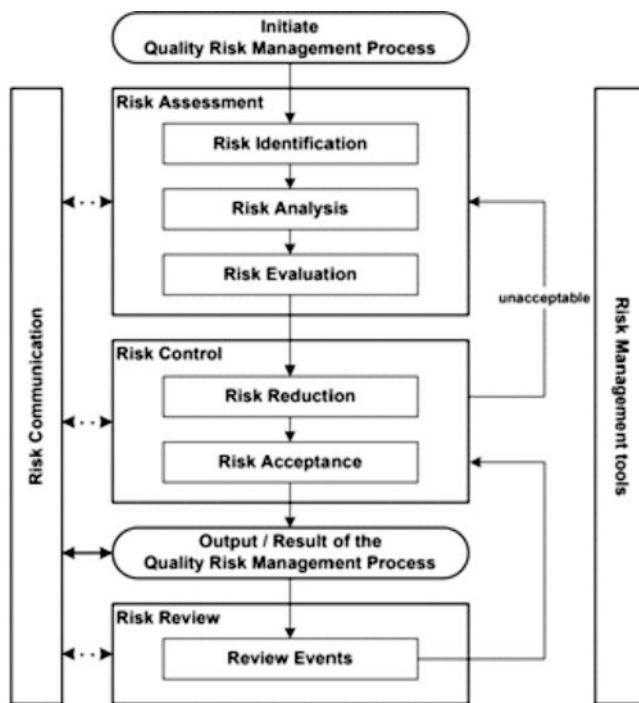 Initiate
Quality Risk Management Process
Risk Assessment
Risk Identification
Risk Analysis
Risk Evaluation
unacceptable
Risk Control
Risk Reduction
Risk Acceptance
Output / Result of the
Quality Risk Management Process
Risk Review
Review Events
Risk Communication
Risk Management tools